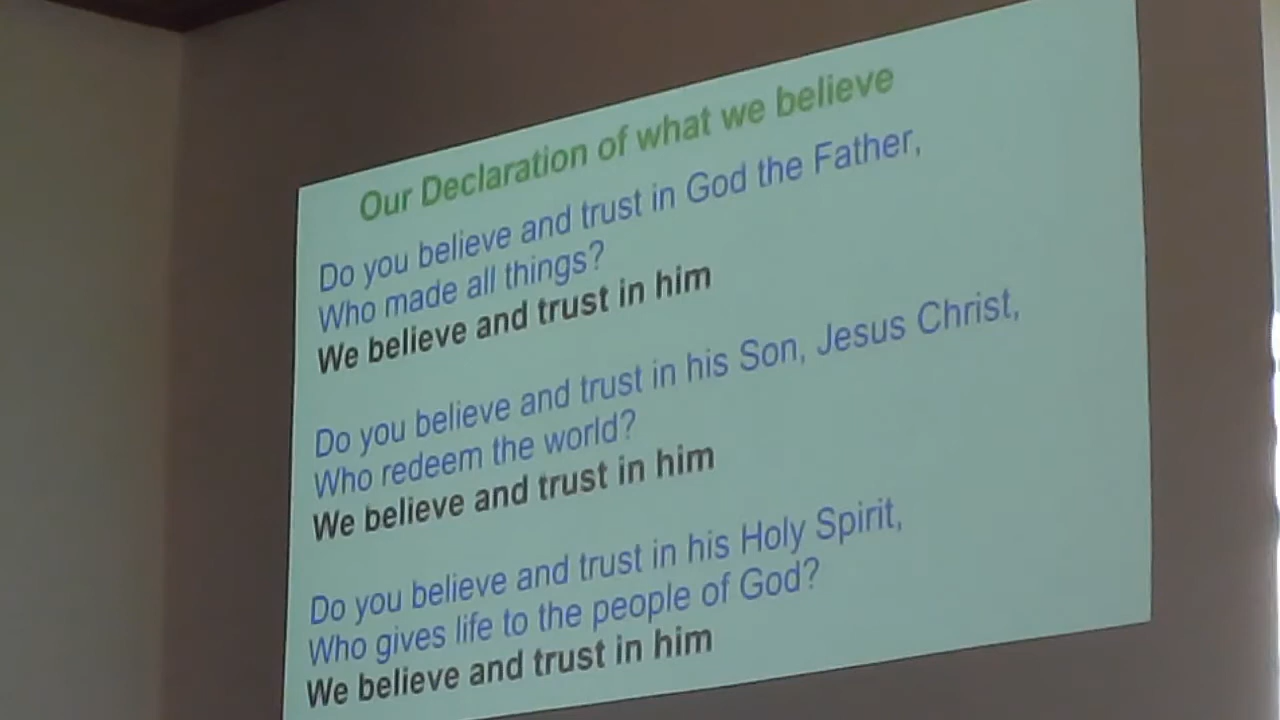 Our Declaration of what we believe
Do you believe and trust in God the Father,
Who made all things?
We believe and trust in him
Do you believe and trust in his Son, Jesus Christ,
Who redeem the world?
We believe and trust in him
Do you believe and trust in his Holy Spirit,
Who gives life to the people of God?
We believe and trust in him